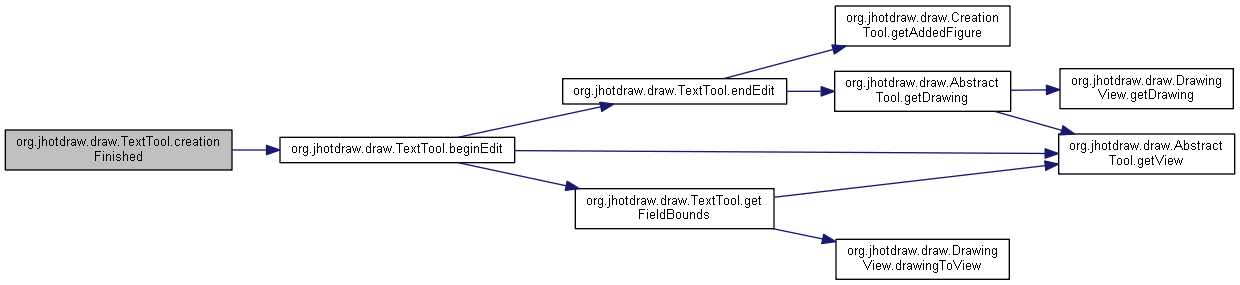 org.jhotdraw.draw.TextTool.creation
Finished
org.jhotdraw.draw.TextTool.beginEdit
org.jhotdraw.draw.TextTool.endEdit
org.jhotdraw.draw.TextTool.get
FieldBounds
org.jhotdraw.draw.Creation
Tool.getAddedFigure
org.jhotdraw.draw.Abstract
Tool.getDrawing
org.jhotdraw.draw.Drawing
View.drawingToView
org.jhotdraw.draw.Drawing
View.getDrawing
org.jhotdraw.draw.Abstract
Tool.getView